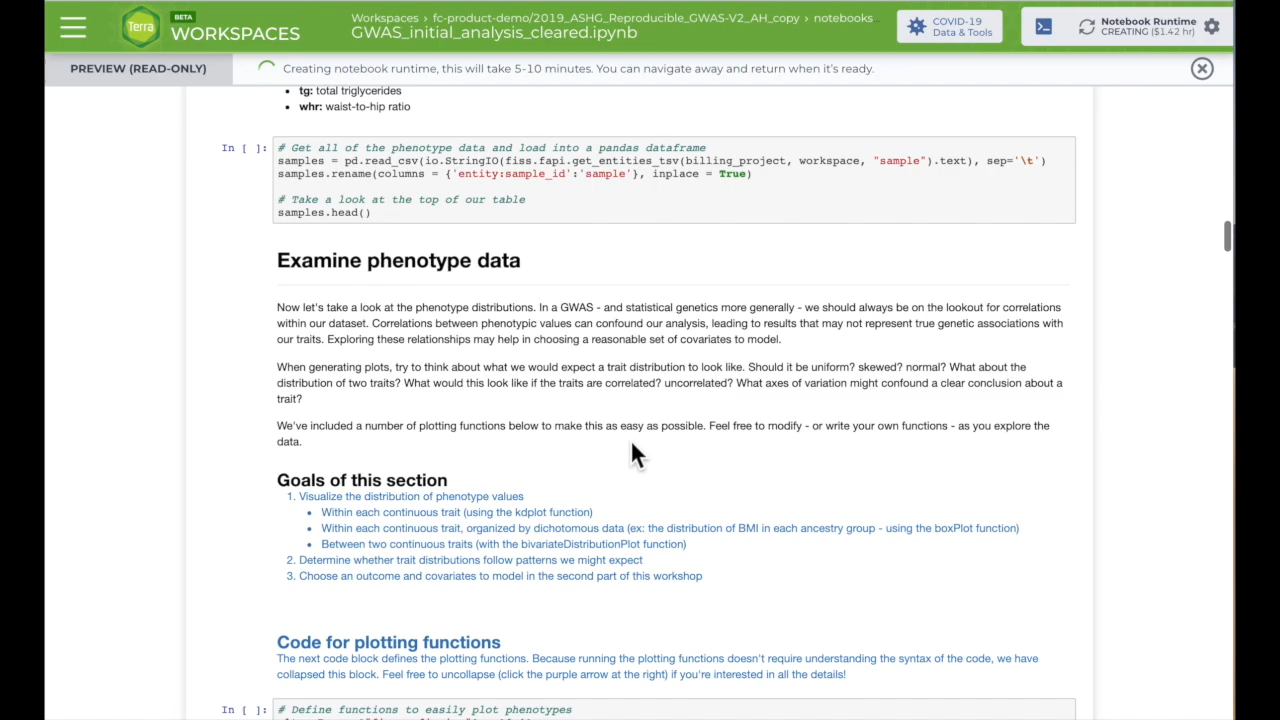 Terra
BETA
WORKSPACES
Workspaces › fc-product-demo/2019_ASHG_Reproducible_GWAS-V2_AH_copy › notebooks...
GWAS_initial_analysis_cleared.ipynb
COVID-19
Data & Tools
Notebook Runtime
CREATING ($1.42 hr)
PREVIEW (READ-ONLY)
Creating notebook runtime, this will take 5-10 minutes. You can navigate away and return when it's ready.
• tg: total triglycerides
• whr: waist-to-hip ratio
In [ ]:
# Get all of the phenotype data and load into a pandas dataframe
samples = pd.read_csv(io.StringIO(fiss.fapi.get_entities_tsv(billing_project, workspace, "sample").text), sep='\t')
samples.rename(columns = {'entity:sample_id':'sample'}, inplace = True)
# Take a look at the top of our table
samples.head()
Examine phenotype data
Now let's take a look at the phenotype distributions. In a GWAS - and statistical genetics more generally - we should always be on the lookout for correlations
within our dataset. Correlations between phenotypic values can confound our analysis, leading to results that may not represent true genetic associations with
our traits. Exploring these relationships may help in choosing a reasonable set of covariates to model.
When generating plots, try to think about what we would expect a trait distribution to look like. Should it be uniform? skewed? normal? What about the
distribution of two traits? What would this look like if the traits are correlated? uncorrelated? What axes of variation might confound a clear conclusion about a
trait?
We've included a number of plotting functions below to make this as easy as possible. Feel free to modify - or write your own functions - as you explore the
data.
Goals of this section
1. Visualize the distribution of phenotype values
• Within each continuous trait (using the kdplot function)
• Within each continuous trait, organized by dichotomous data (ex: the distribution of BMI in each ancestry group - using the boxPlot function)
• Between two continuous traits (with the bivariateDistributionPlot function)
2. Determine whether trait distributions follow patterns we might expect
3. Choose an outcome and covariates to model in the second part of this workshop
Code for plotting functions
The next code block defines the plotting functions. Because running the plotting functions doesn't require understanding the syntax of the code, we have
collapsed this block. Feel free to uncollapse (click the purple arrow at the right) if you're interested in all the details!
In [ ]:
# Define functions to easily plot phenotypes